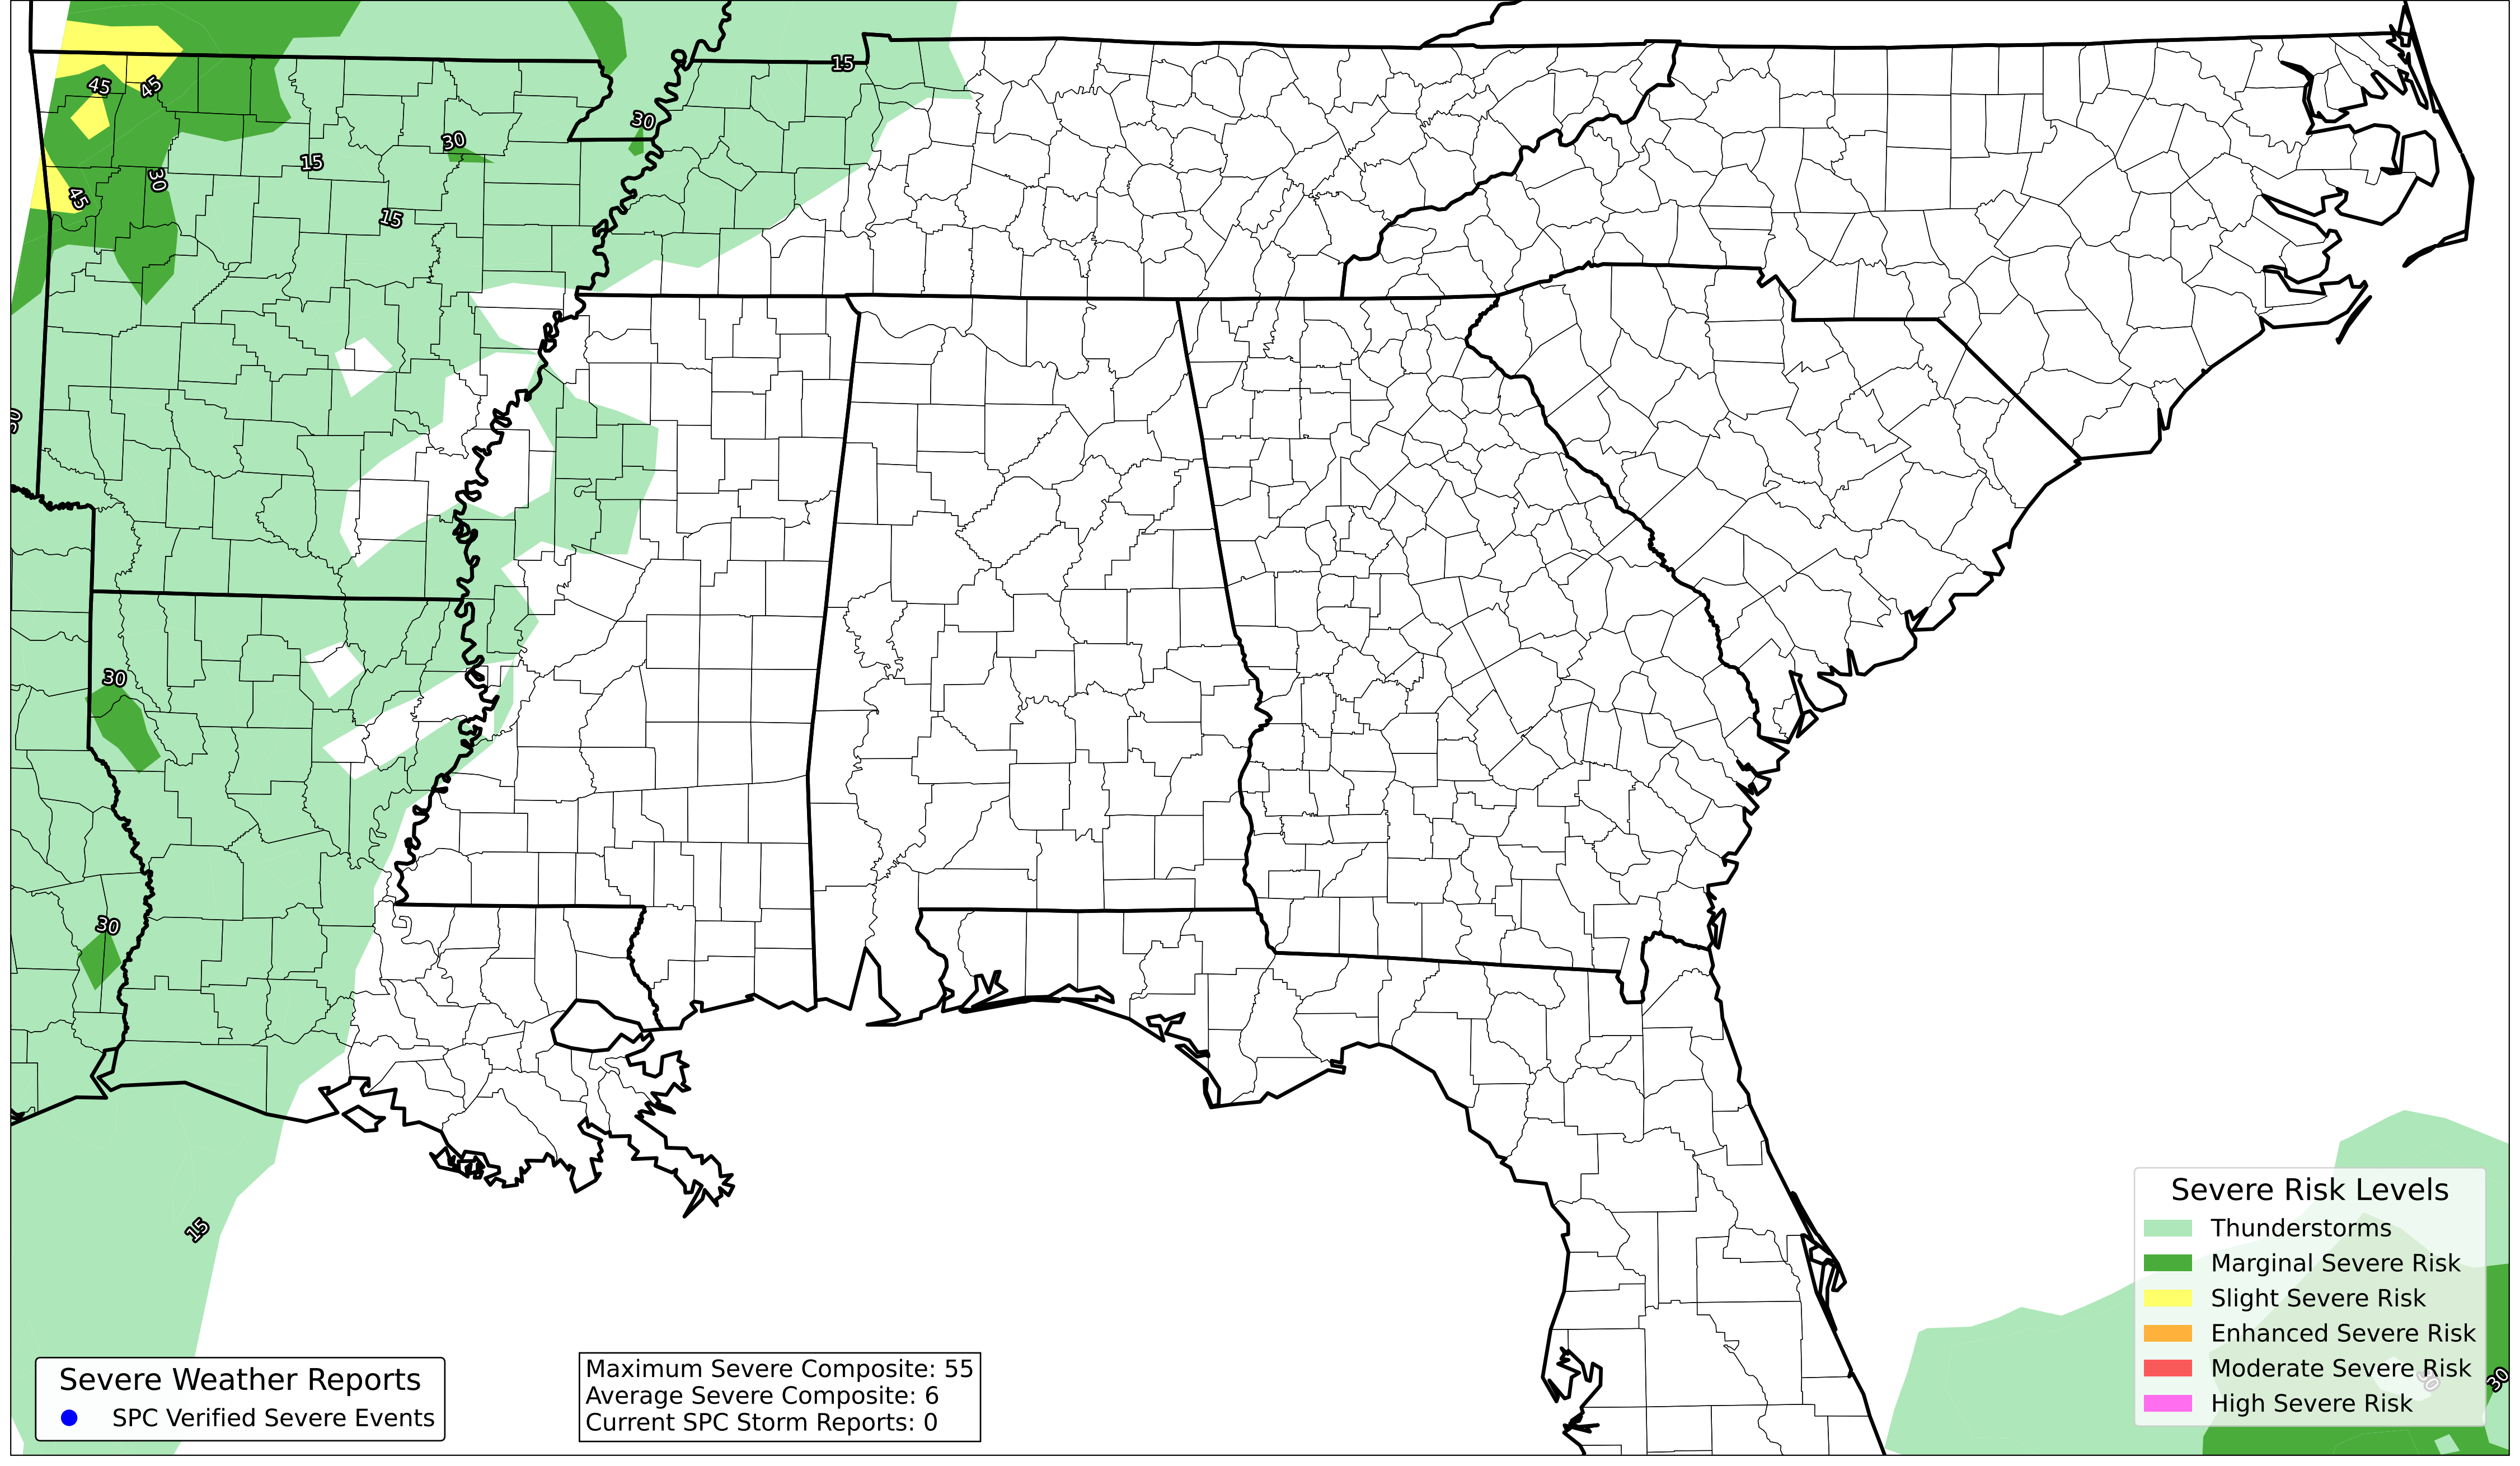 15
45
45
30
30
15
30
15
45
30
30
15
30
30
Severe Risk Levels
Thunderstorms
Marginal Severe Risk
Slight Severe Risk
Enhanced Severe Risk
Moderate Severe Risk
High Severe Risk
Severe Weather Reports
SPC Verified Severe Events
Maximum Severe Composite: 55
Average Severe Composite: 6
Current SPC Storm Reports: 0